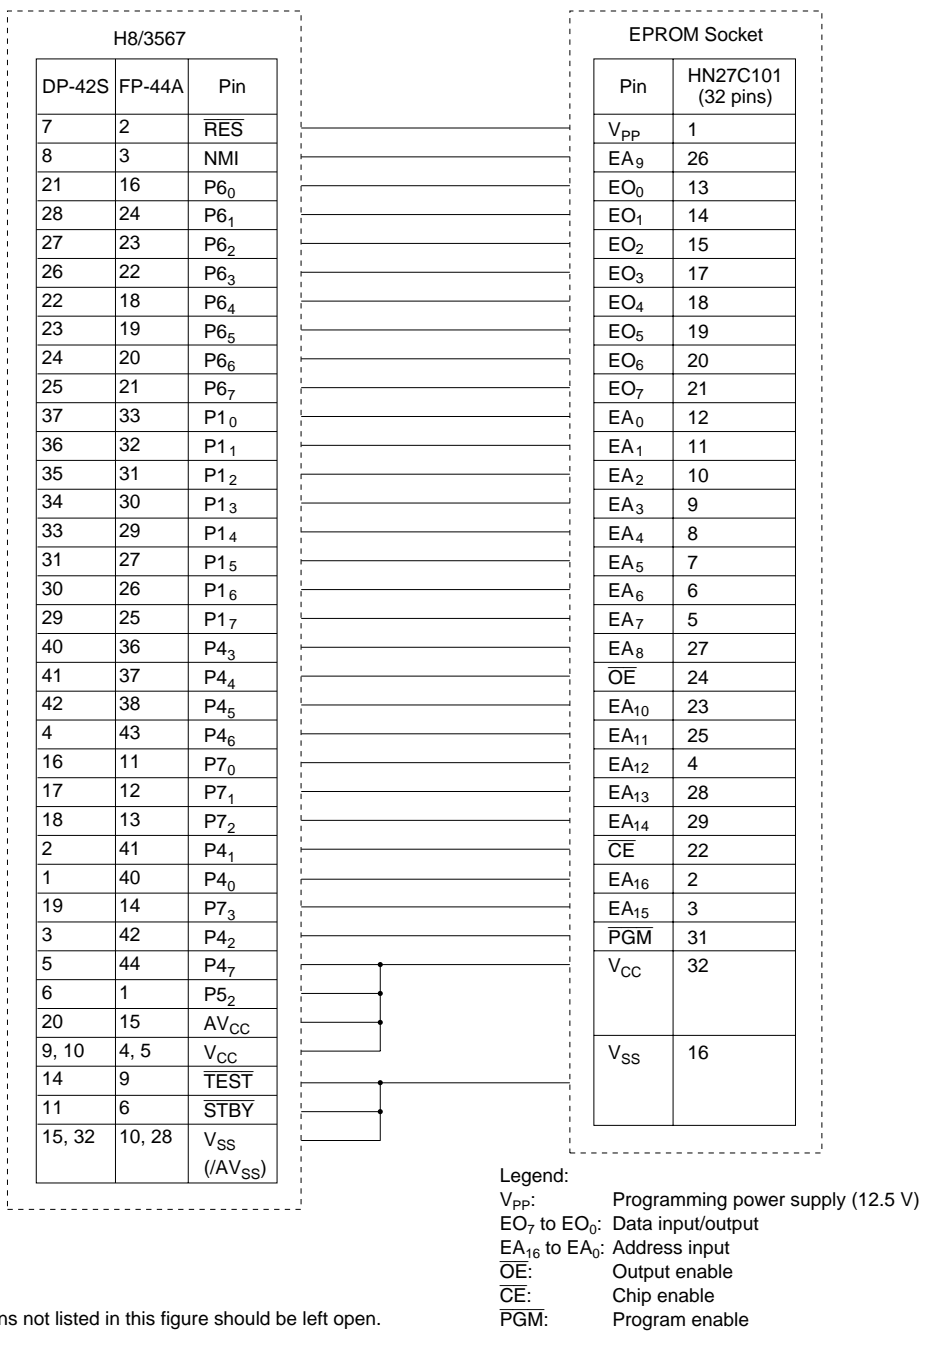 H8/3567
DP-42S FP-44A Pin
7 2 RES
8 3 NMI
21 16 P6₀
28 24 P6₁
27 23 P6₂
26 22 P6₃
22 18 P6₄
23 19 P6₅
24 20 P6₆
25 21 P6₇
37 33 P1₀
36 32 P1₁
35 31 P1₂
34 30 P1₃
33 29 P1₄
31 27 P1₅
30 26 P1₆
29 25 P1₇
40 36 P4₃
41 37 P4₄
42 38 P4₅
4 43 P4₆
16 11 P7₀
17 12 P7₁
18 13 P7₂
2 41 P4₁
1 40 P4₀
19 14 P7₃
3 42 P4₂
5 44 P4₇
6 1 P5₂
20 15 AVCC
9, 10 4, 5 VCC
14 9 TEST
11 6 STBY
15, 32 10, 28 VSS
(/AVSS)
EPROM Socket
Pin HN27C101
(32 pins)
VPP 1
EA₉ 26
EO₀ 13
EO₁ 14
EO₂ 15
EO₃ 17
EO₄ 18
EO₅ 19
EO₆ 20
EO₇ 21
EA₀ 12
EA₁ 11
EA₂ 10
EA₃ 9
EA₄ 8
EA₅ 7
EA₆ 6
EA₇ 5
EA₈ 27
OE 24
EA₁₀ 23
EA₁₁ 25
EA₁₂ 4
EA₁₃ 28
EA₁₄ 29
CE 22
EA₁₆ 2
EA₁₅ 3
PGM 31
VCC 32
VSS 16
Legend:
VPP: Programming power supply (12.5 V)
EO₇ to EO₀: Data input/output
EA₁₆ to EA₀: Address input
OE: Output enable
CE: Chip enable
PGM: Program enable
not listed in this figure should be left open.